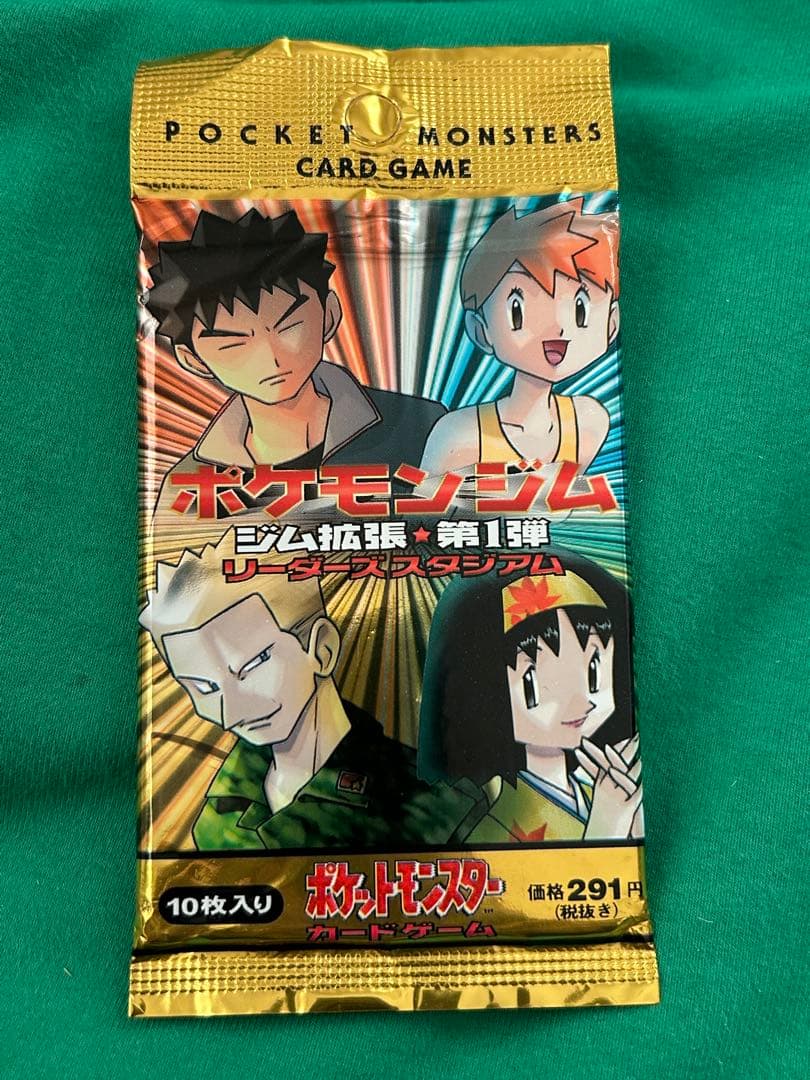 POCKET MONSTERS
CARD GAME
ポケモンジム
ジム拡張★第1弾
リーダーズスタジアム
10枚入り
ポケットモンスター
TM
カードゲーム
価格291円
(税抜き)